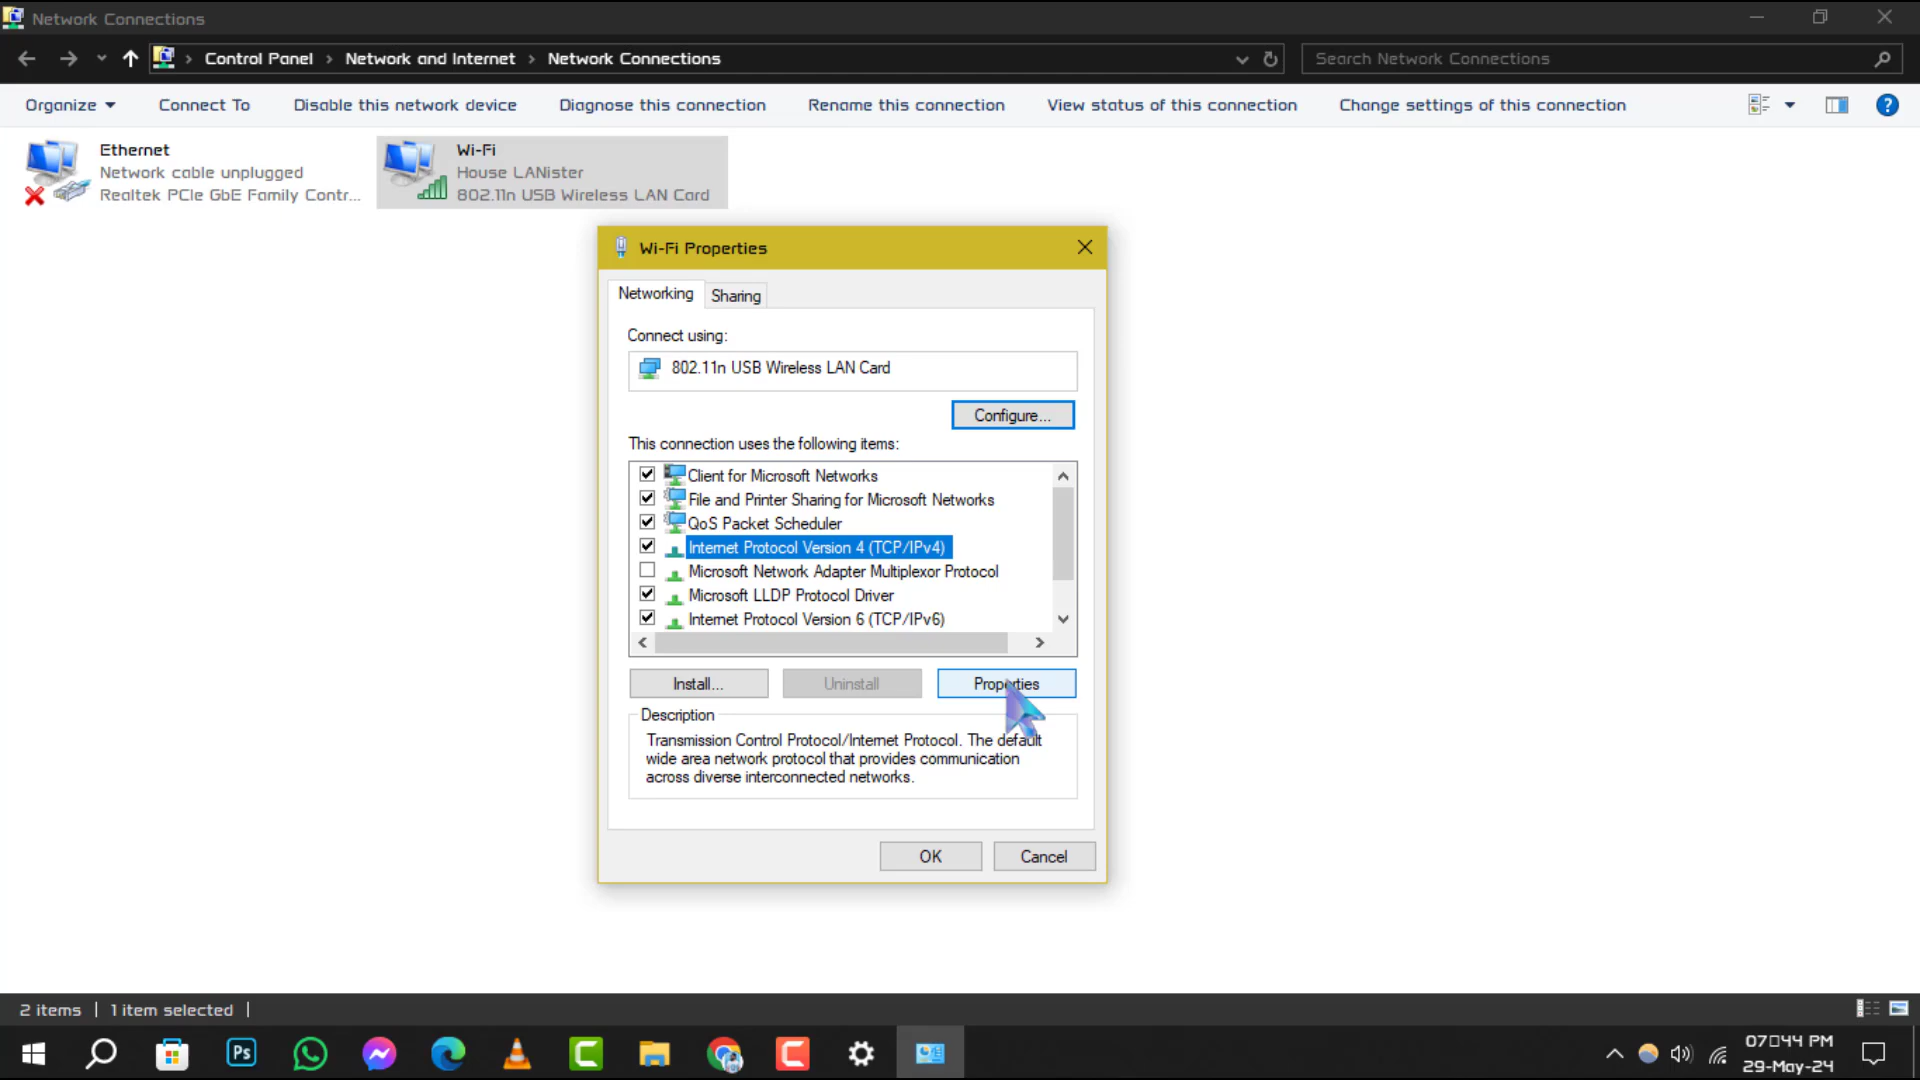 Network Connections
Control Panel > Network and Internet > Network Connections
Search Network Connections
Organize
Connect To
Disable this network device
Diagnose this connection
Rename this connection
View status of this connection
Change settings of this connection
Ethernet
Network cable unplugged
Realtek PCIe GbE Family Contr...
Wi-Fi
House LANister
802.11n USB Wireless LAN Card
Wi-Fi Properties
Networking
Sharing
Connect using:
802.11n USB Wireless LAN Card
Configure...
This connection uses the following items:
Client for Microsoft Networks
File and Printer Sharing for Microsoft Networks
QoS Packet Scheduler
Internet Protocol Version 4 (TCP/IPv4)
Microsoft Network Adapter Multiplexor Protocol
Microsoft LLDP Protocol Driver
Internet Protocol Version 6 (TCP/IPv6)
Install...
Uninstall
Properties
Description
Transmission Control Protocol/Internet Protocol. The default
wide area network protocol that provides communication
across diverse interconnected networks.
OK
Cancel
2 items
1 item selected
Ps
07▯44 PM
29-May-24